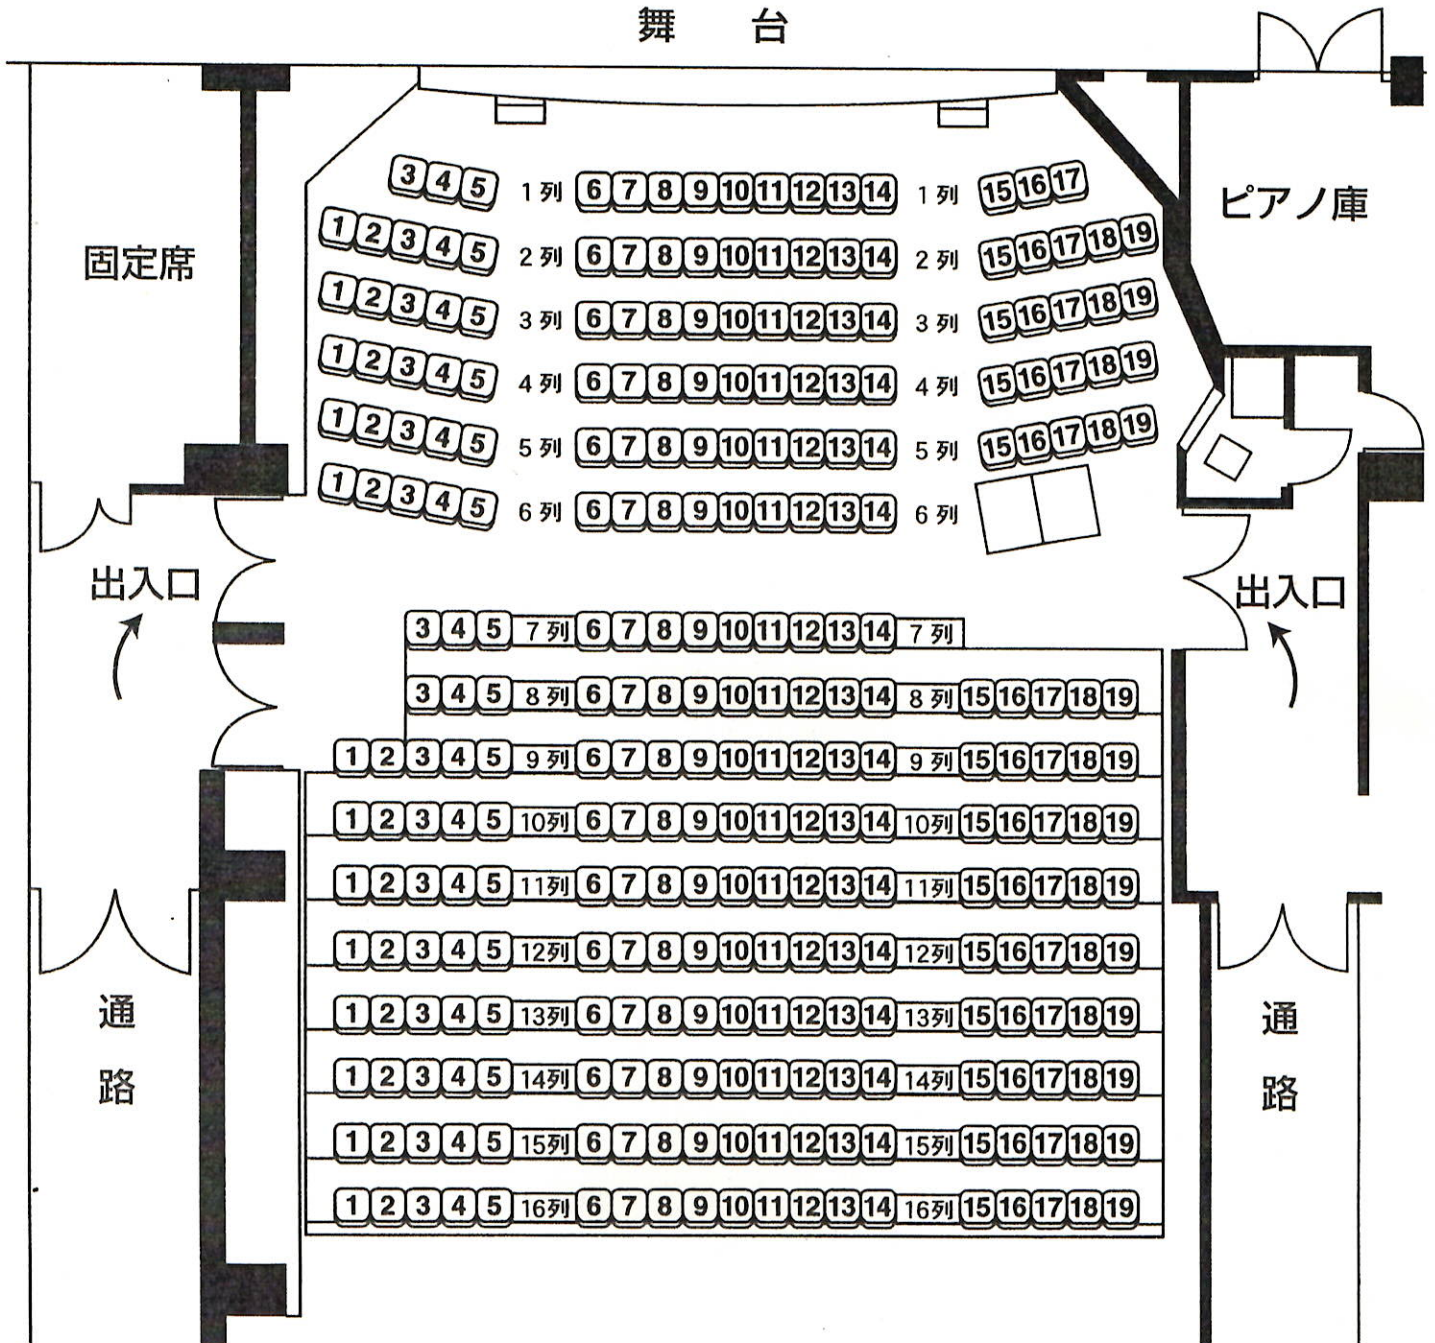 舞 台
3 4 5 1列 6 7 8 9 10 11 12 13 14 1列 15 16 17
1 2 3 4 5 2列 6 7 8 9 10 11 12 13 14 2列 15 16 17 18 19
ピアノ庫
固定席
1 2 3 4 5 3列 6 7 8 9 10 11 12 13 14 3列 15 16 17 18 19
1 2 3 4 5 4列 6 7 8 9 10 11 12 13 14 4列 15 16 17 18 19
1 2 3 4 5 5列 6 7 8 9 10 11 12 13 14 5列 15 16 17 18 19
1 2 3 4 5 6列 6 7 8 9 10 11 12 13 14 6列
出入口
出入口
3 4 5 7列 6 7 8 9 10 11 12 13 14 7列
3 4 5 8列 6 7 8 9 10 11 12 13 14 8列 15 16 17 18 19
1 2 3 4 5 9列 6 7 8 9 10 11 12 13 14 9列 15 16 17 18 19
1 2 3 4 5 10列 6 7 8 9 10 11 12 13 14 10列 15 16 17 18 19
1 2 3 4 5 11列 6 7 8 9 10 11 12 13 14 11列 15 16 17 18 19
1 2 3 4 5 12列 6 7 8 9 10 11 12 13 14 12列 15 16 17 18 19
1 2 3 4 5 13列 6 7 8 9 10 11 12 13 14 13列 15 16 17 18 19
1 2 3 4 5 14列 6 7 8 9 10 11 12 13 14 14列 15 16 17 18 19
1 2 3 4 5 15列 6 7 8 9 10 11 12 13 14 15列 15 16 17 18 19
1 2 3 4 5 16列 6 7 8 9 10 11 12 13 14 16列 15 16 17 18 19
通路
通路